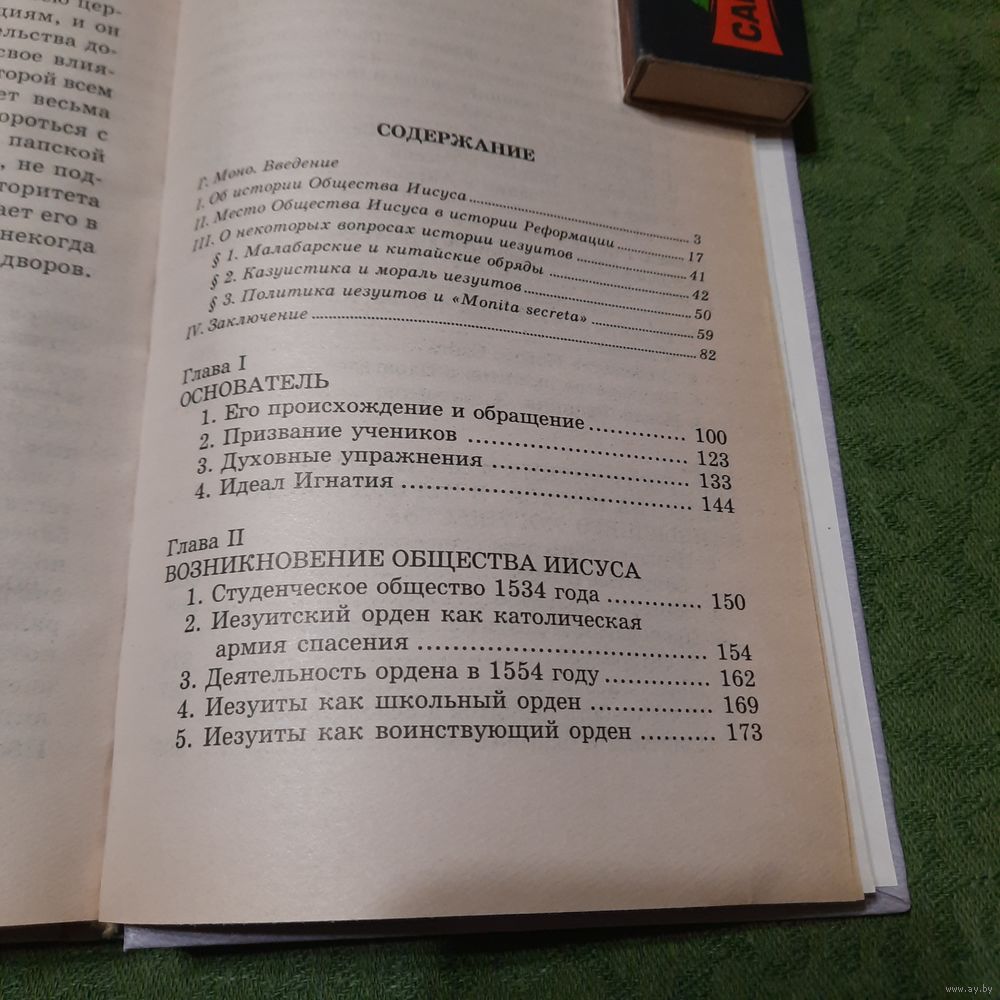 ею цер-
циям, и он
ельства до-
свое влия-
торой всем
ет весьма
ороться с
папской
, не под-
торитета
ает его в
некогда
дворов.
СОДЕРЖАНИЕ
Г. Моно. Введение
I. Об истории Общества Иисуса 3
II. Место Общества Иисуса в истории Реформации 17
III. О некоторых вопросах истории иезуитов 41
§ 1. Малабарские и китайские обряды 42
§ 2. Казуистика и мораль иезуитов 50
§ 3. Политика иезуитов и «Monita secreta» 59
IV. Заключение 82
Глава I
ОСНОВАТЕЛЬ
1. Его происхождение и обращение 100
2. Призвание учеников 123
3. Духовные упражнения 133
4. Идеал Игнатия 144
Глава II
ВОЗНИКНОВЕНИЕ ОБЩЕСТВА ИИСУСА
1. Студенческое общество 1534 года 150
2. Иезуитский орден как католическая
армия спасения 154
3. Деятельность ордена в 1554 году 162
4. Иезуиты как школьный орден 169
5. Иезуиты как воинствующий орден 173
www.ay.by